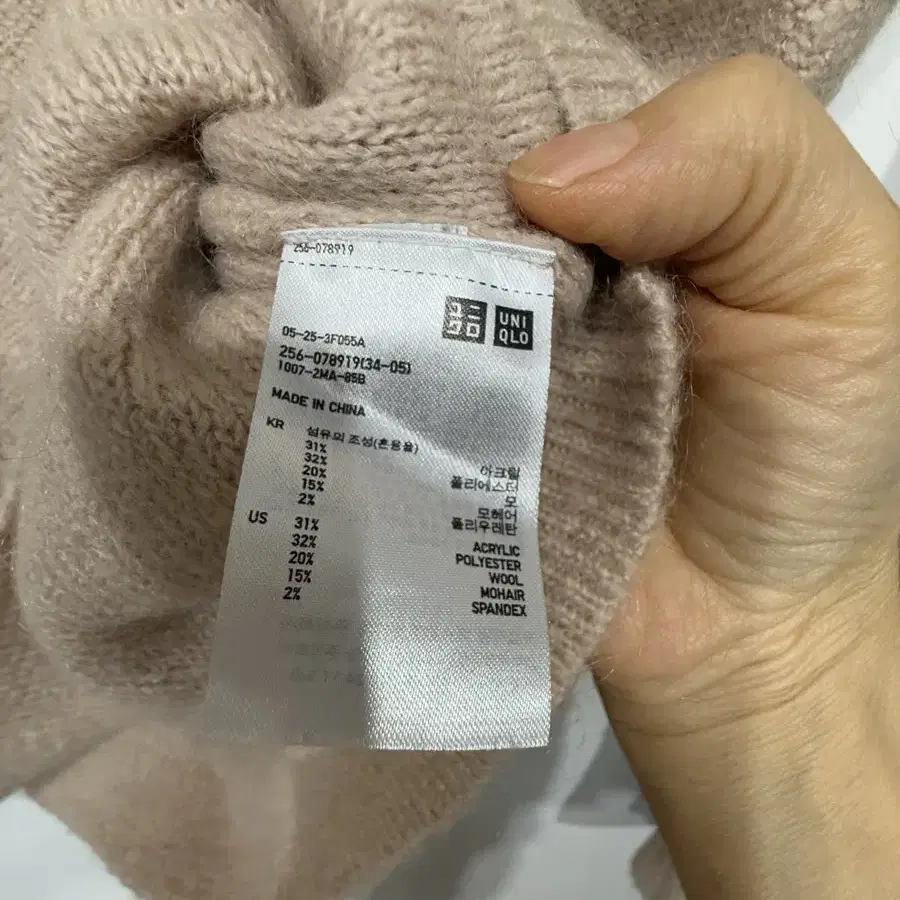 256-078919
ユニ
クロ
UNI
QLO
05-25-3F055A
256-078919(34-05)
1007-2MA-85B
MADE IN CHINA
KR 섬유의 조성(혼용율)
31% 아크릴
32% 폴리에스터
20% 모
15% 모헤어
2% 폴리우레탄
US 31% ACRYLIC
32% POLYESTER
20% WOOL
15% MOHAIR
2% SPANDEX